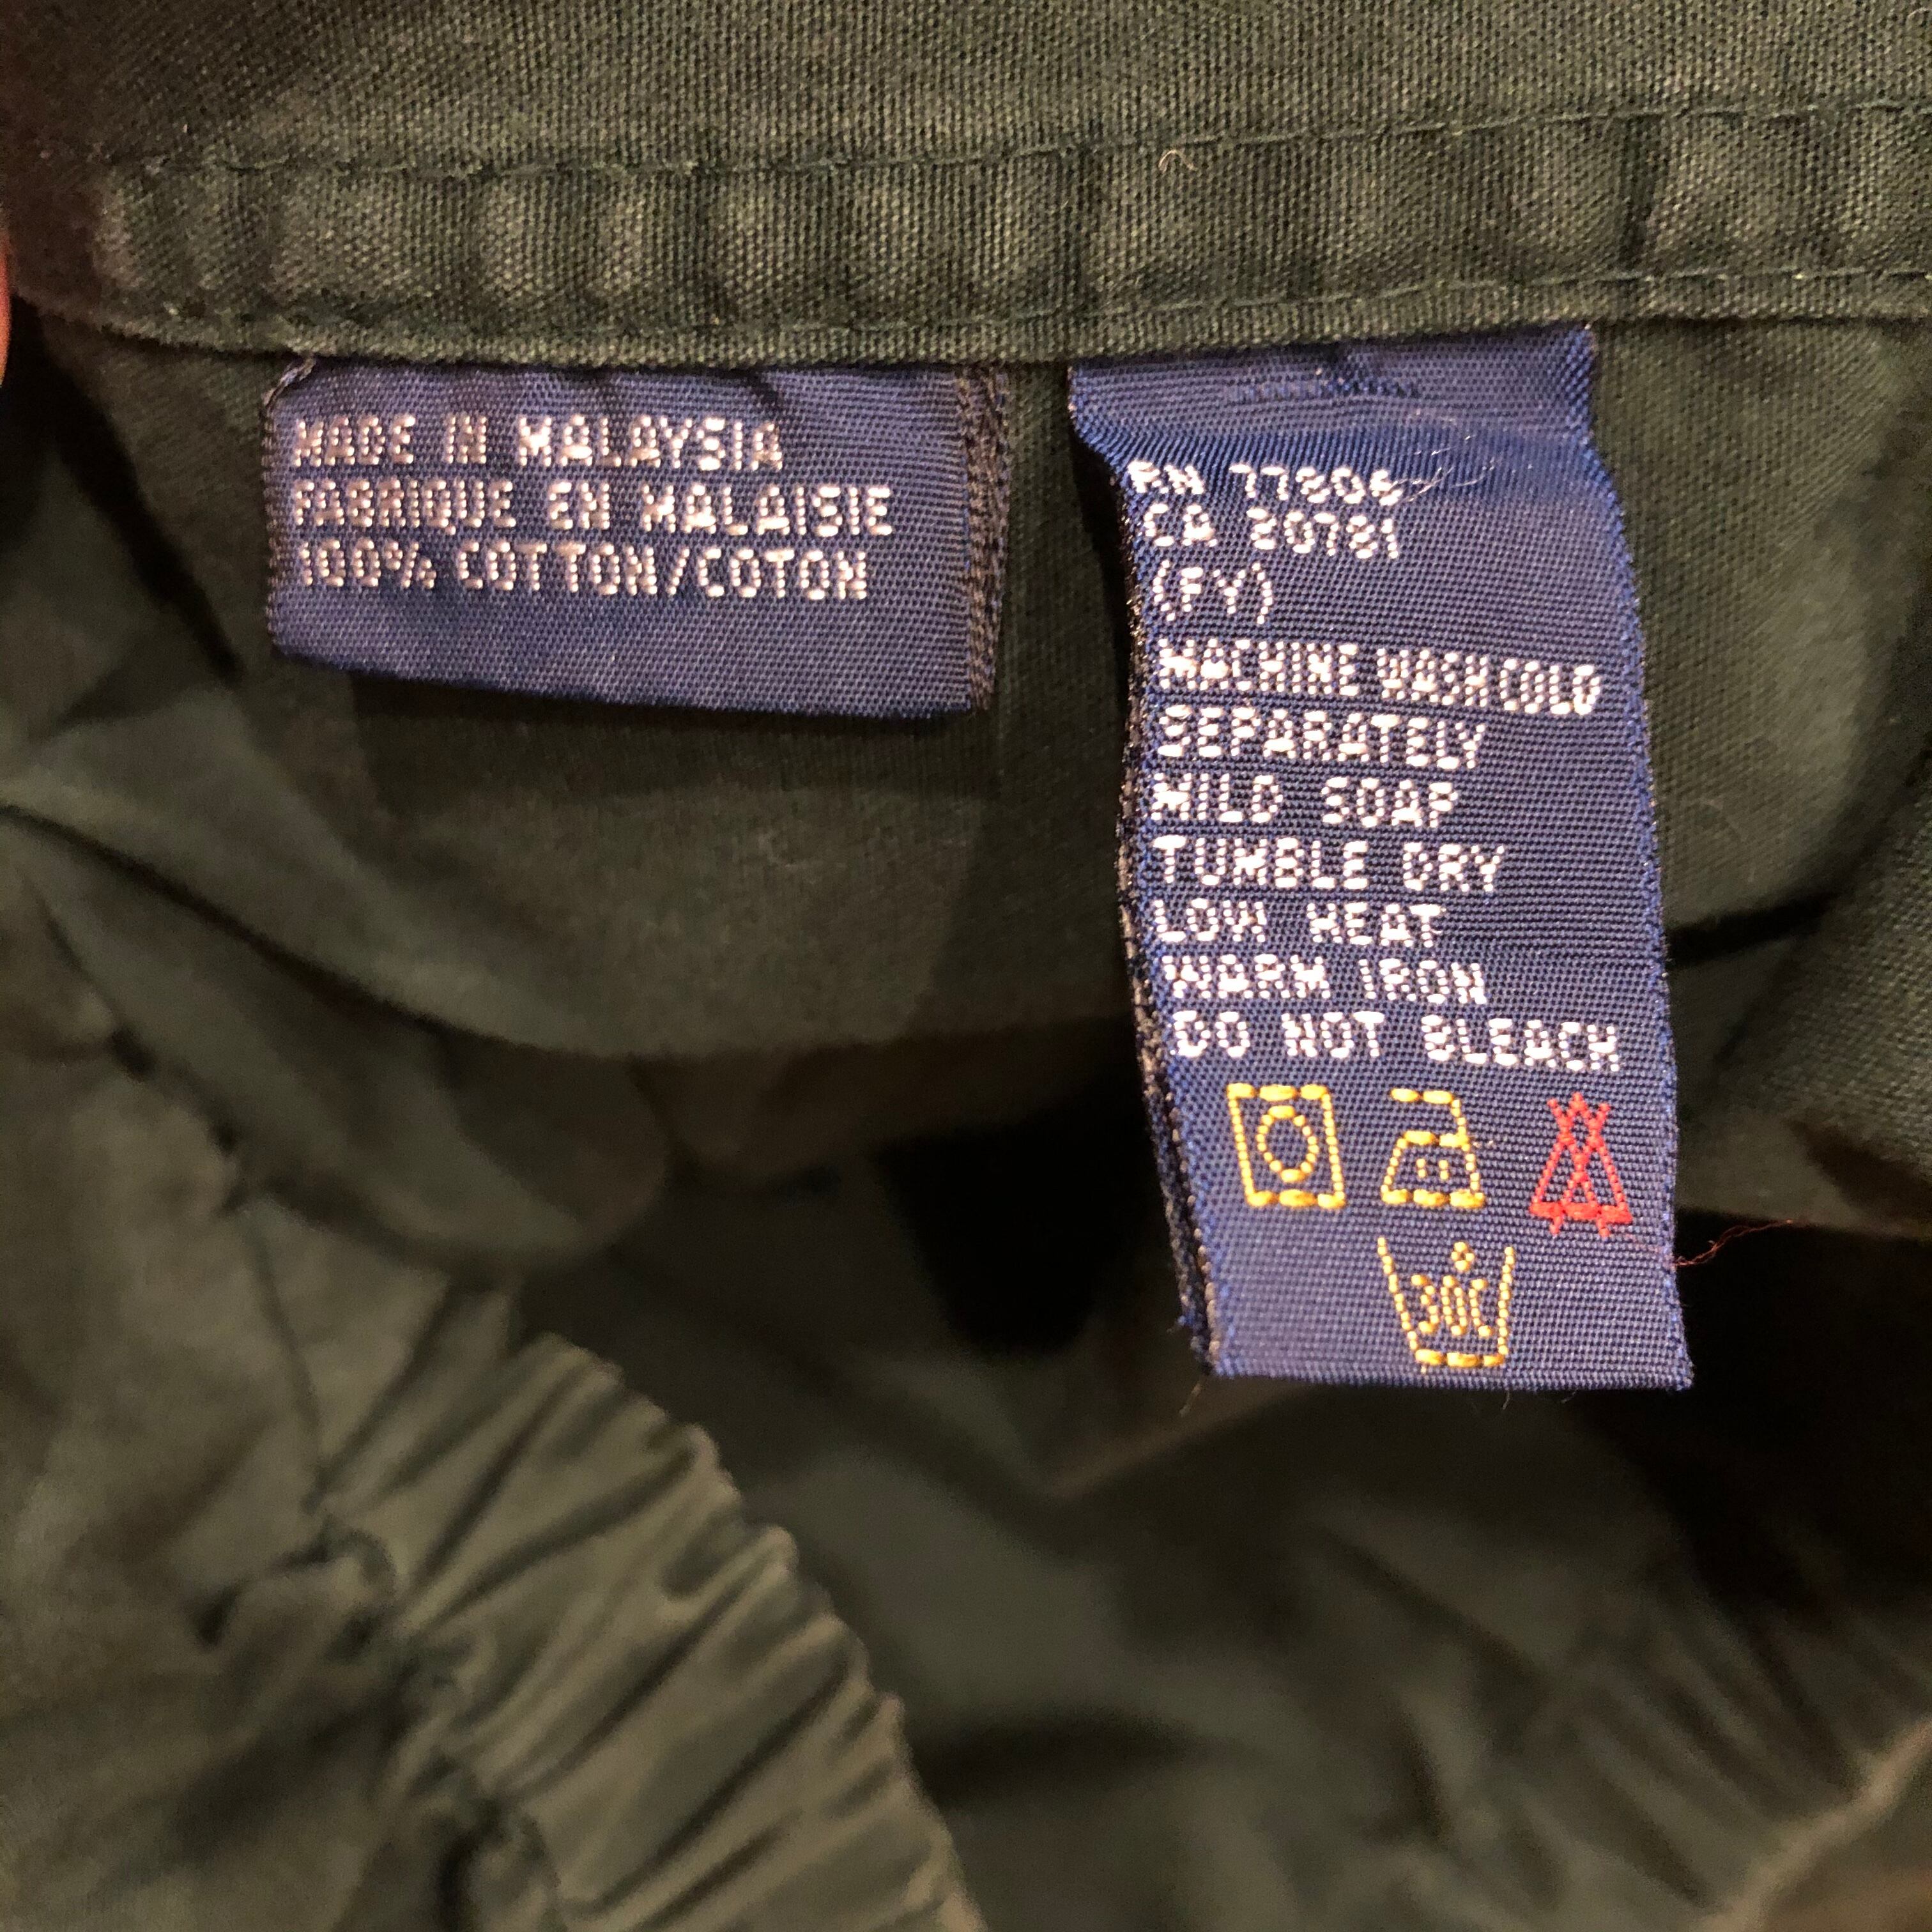 MADE IN MALAYSIA
FABRIQUE EN MALAISIE
100% COTTON/COTON
RN 77806
CA 20781
(FY)
MACHINE WASH COLD
SEPARATELY
MILD SOAP
TUMBLE DRY
LOW HEAT
WARM IRON
DO NOT BLEACH
30C